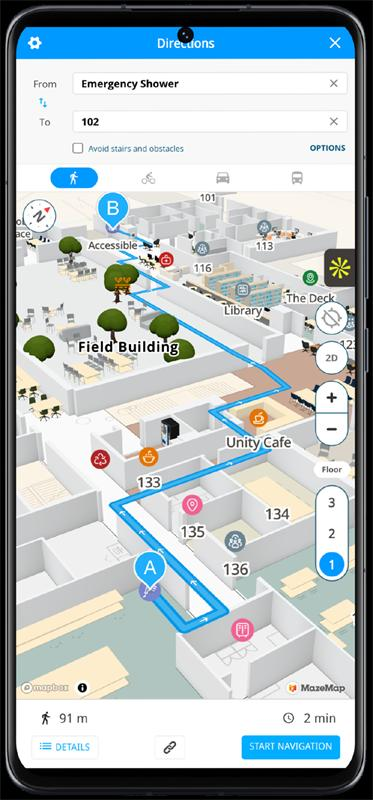 Directions
From
Emergency Shower
To
102
Avoid stairs and obstacles
OPTIONS
N
B
101
Accessible
113
116
Library
The Deck
2D
Field Building
+
Unity Cafe
−
Floor
133
3
135
134
2
A
136
1
mapbox
MazeMap
91 m
2 min
DETAILS
START NAVIGATION